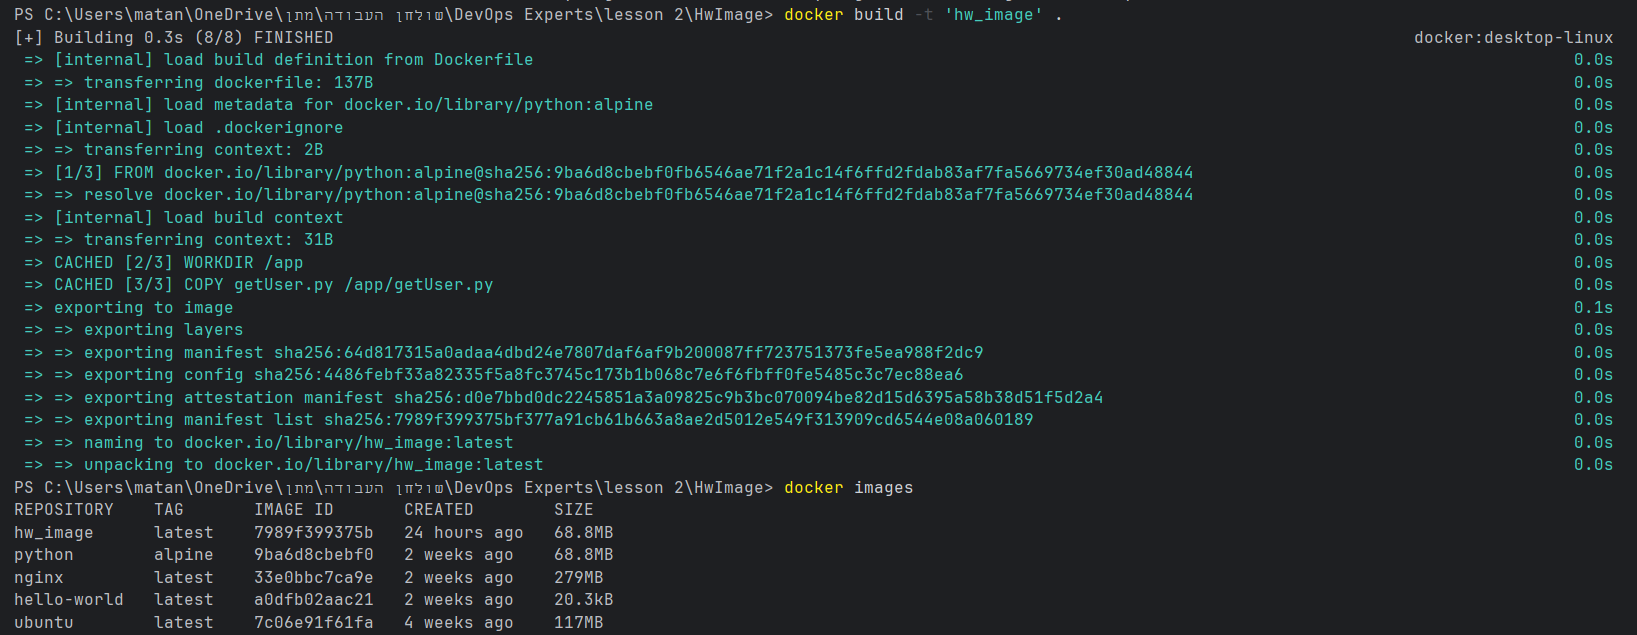 PS C:\Users\matan\OneDrive\שולחן העבודה\מתן\DevOps Experts\lesson 2\HwImage> docker build -t 'hw_image' .
[+] Building 0.3s (8/8) FINISHED docker:desktop-linux
=> [internal] load build definition from Dockerfile 0.0s
=> => transferring dockerfile: 137B 0.0s
=> [internal] load metadata for docker.io/library/python:alpine 0.0s
=> [internal] load .dockerignore 0.0s
=> => transferring context: 2B 0.0s
=> [1/3] FROM docker.io/library/python:alpine@sha256:9ba6d8cbebf0fb6546ae71f2a1c14f6ffd2fdab83af7fa5669734ef30ad48844 0.0s
=> => resolve docker.io/library/python:alpine@sha256:9ba6d8cbebf0fb6546ae71f2a1c14f6ffd2fdab83af7fa5669734ef30ad48844 0.0s
=> [internal] load build context 0.0s
=> => transferring context: 31B 0.0s
=> CACHED [2/3] WORKDIR /app 0.0s
=> CACHED [3/3] COPY getUser.py /app/getUser.py 0.0s
=> exporting to image 0.1s
=> => exporting layers 0.0s
=> => exporting manifest sha256:64d817315a0adaa4dbd24e7807daf6af9b200087ff723751373fe5ea988f2dc9 0.0s
=> => exporting config sha256:4486febf33a82335f5a8fc3745c173b1b068c7e6f6fbff0fe5485c3c7ec88ea6 0.0s
=> => exporting attestation manifest sha256:d0e7bbd0dc2245851a3a09825c9b3bc070094be82d15d6395a58b38d51f5d2a4 0.0s
=> => exporting manifest list sha256:7989f399375bf377a91cb61b663a8ae2d5012e549f313909cd6544e08a060189 0.0s
=> => naming to docker.io/library/hw_image:latest 0.0s
=> => unpacking to docker.io/library/hw_image:latest 0.0s
PS C:\Users\matan\OneDrive\שולחן העבודה\מתן\DevOps Experts\lesson 2\HwImage> docker images
REPOSITORY TAG IMAGE ID CREATED SIZE
hw_image latest 7989f399375b 24 hours ago 68.8MB
python alpine 9ba6d8cbebf0 2 weeks ago 68.8MB
nginx latest 33e0bbc7ca9e 2 weeks ago 279MB
hello-world latest a0dfb02aac21 2 weeks ago 20.3kB
ubuntu latest 7c06e91f61fa 4 weeks ago 117MB